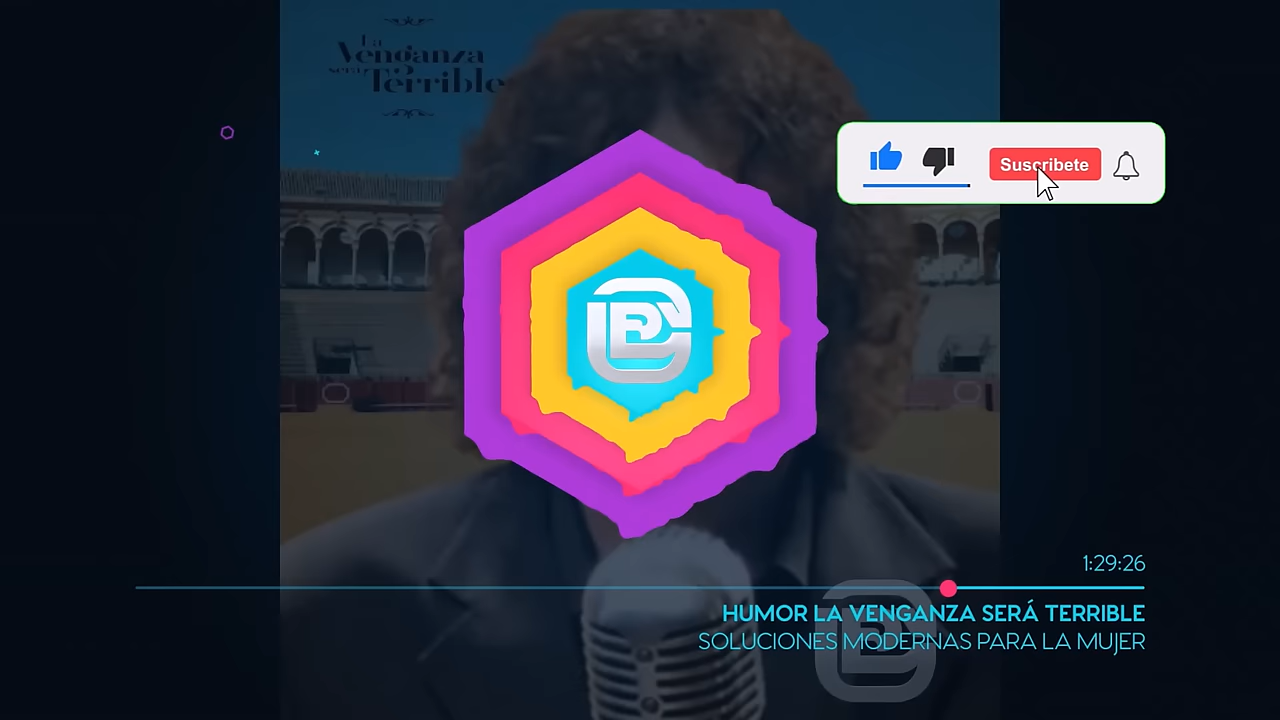 La
Venganza
será
Terrible
Suscribete
1:29:26
HUMOR LA VENGANZA SERÁ TERRIBLE
SOLUCIONES MODERNAS PARA LA MUJER